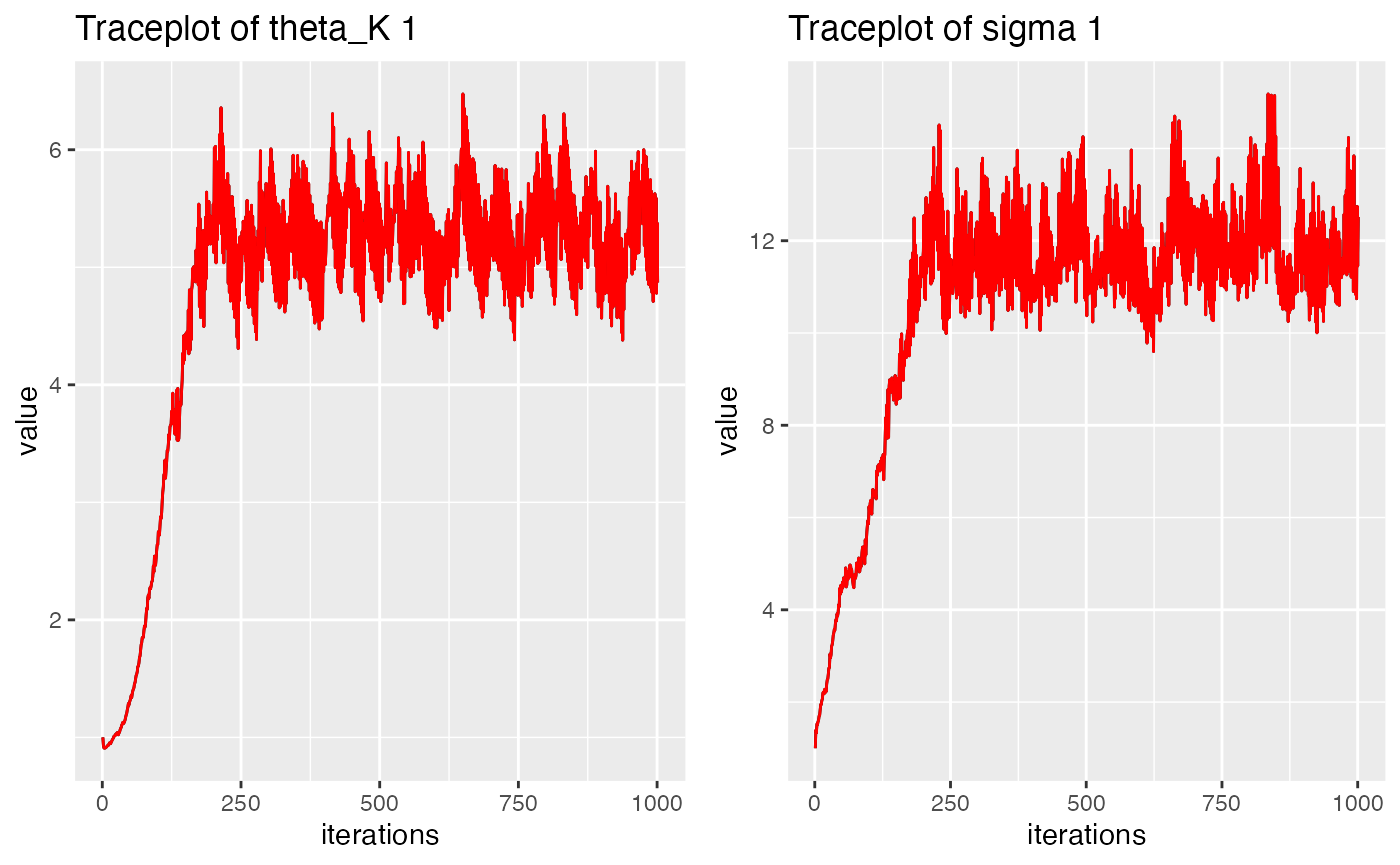 Traceplot of theta_K 1
value
6
4
2
0 250 500 750 1000
iterations
Traceplot of sigma 1
value
12
8
4
0 250 500 750 1000
iterations